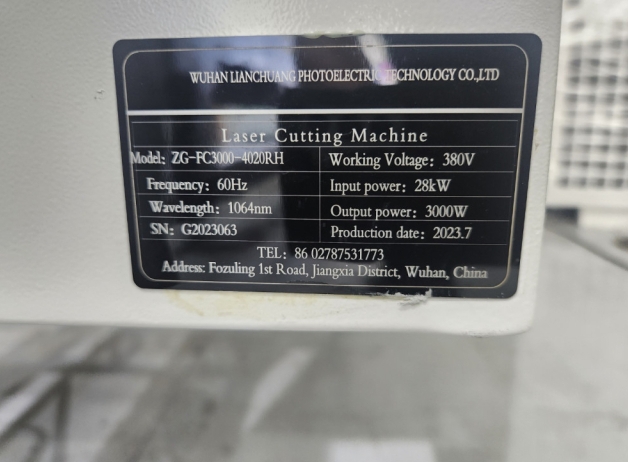 WUHAN LIANCHUANG PHOTOELECTRIC TECHNOLOGY CO.,LTD
Laser Cutting Machine
Model: ZG-FC3000-4020RH Working Voltage: 380V
Frequency: 60Hz Input power: 28kW
Wavelength: 1064nm Output power: 3000W
SN: G2023063 Production date: 2023.7
TEL: 86 02787531773
Address: Fozuling 1st Road, Jiangxia District, Wuhan, China